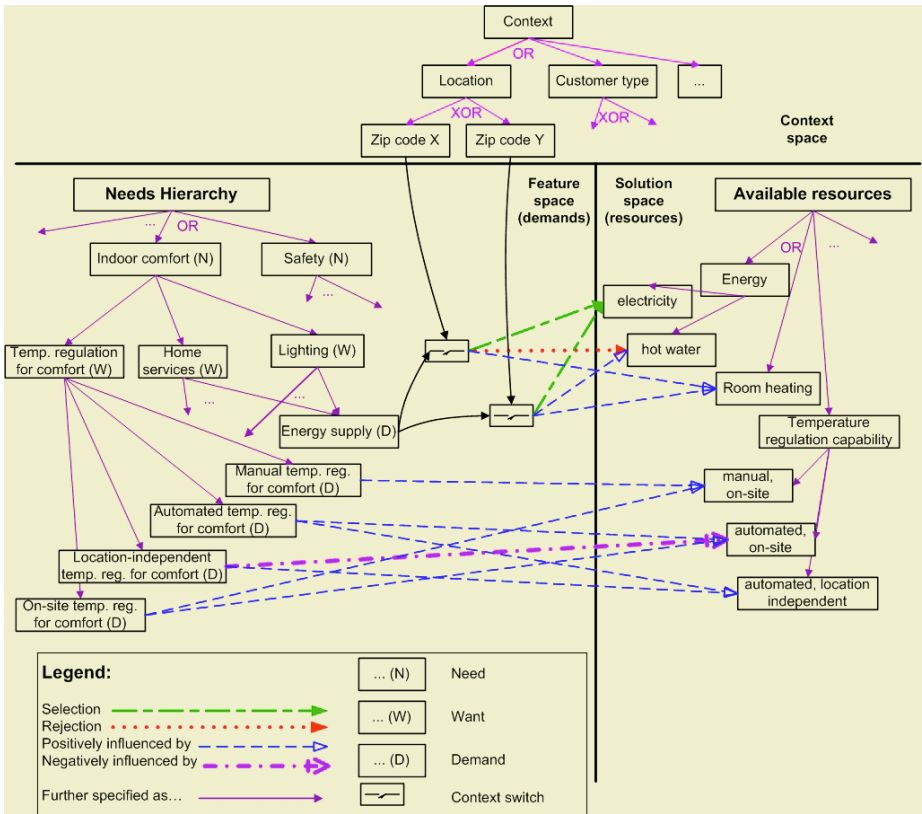 Context
OR
Location
Customer type
...
XOR
XOR
Zip code X
Zip code Y
Context
space
Needs Hierarchy
Feature
space
(demands)
Solution
space
(resources)
Available resources
...
OR
OR
...
Indoor comfort (N)
Safety (N)
Energy
...
electricity
Temp. regulation
for comfort (W)
Home
services (W)
Lighting (W)
hot water
Room heating
...
...
Energy supply (D)
Temperature
regulation capability
Manual temp. reg.
for comfort (D)
manual,
on-site
Automated temp. reg.
for comfort (D)
automated,
on-site
Location-independent
temp. reg. for comfort (D)
automated, location
independent
On-site temp. reg.
for comfort (D)
Legend:
... (N)
Need
Selection
Rejection
... (W)
Want
Positively influenced by
Negatively influenced by
... (D)
Demand
Further specified as...
Context switch